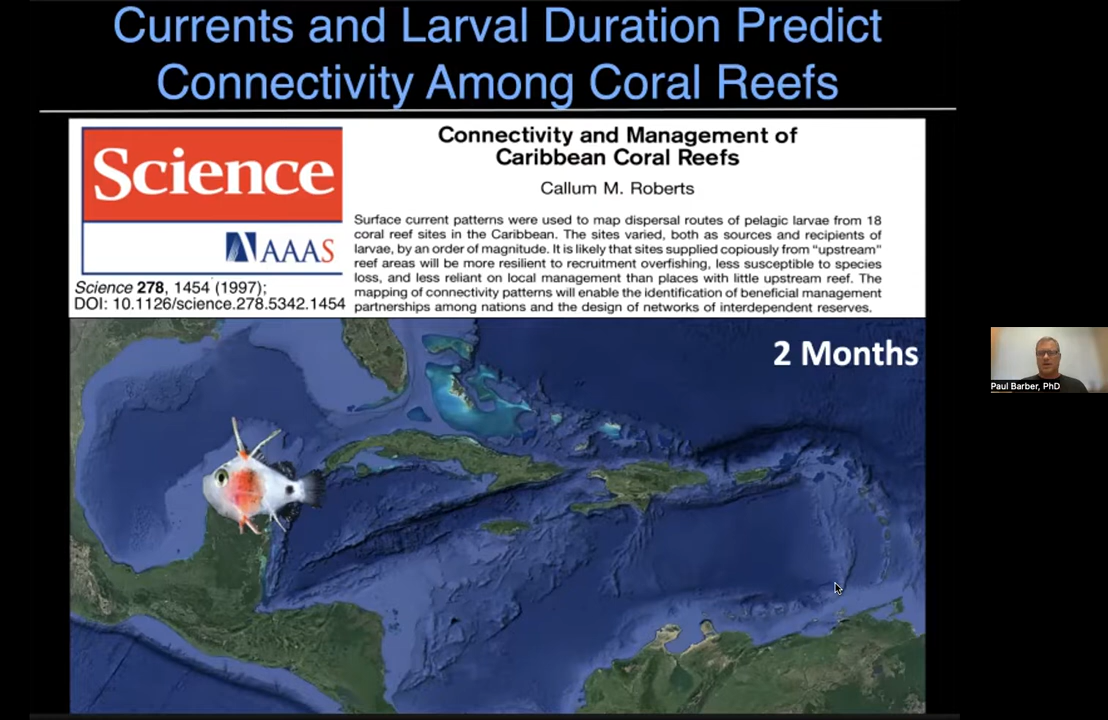 Currents and Larval Duration Predict
Connectivity Among Coral Reefs
Science
AAAS
Science 278, 1454 (1997);
DOI: 10.1126/science.278.5342.1454
Connectivity and Management of
Caribbean Coral Reefs
Callum M. Roberts
Surface current patterns were used to map dispersal routes of pelagic larvae from 18
coral reef sites in the Caribbean. The sites varied, both as sources and recipients of
larvae, by an order of magnitude. It is likely that sites supplied copiously from “upstream”
reef areas will be more resilient to recruitment overfishing, less susceptible to species
loss, and less reliant on local management than places with little upstream reef. The
mapping of connectivity patterns will enable the identification of beneficial management
partnerships among nations and the design of networks of interdependent reserves.
2 Months
Paul Barber, PhD